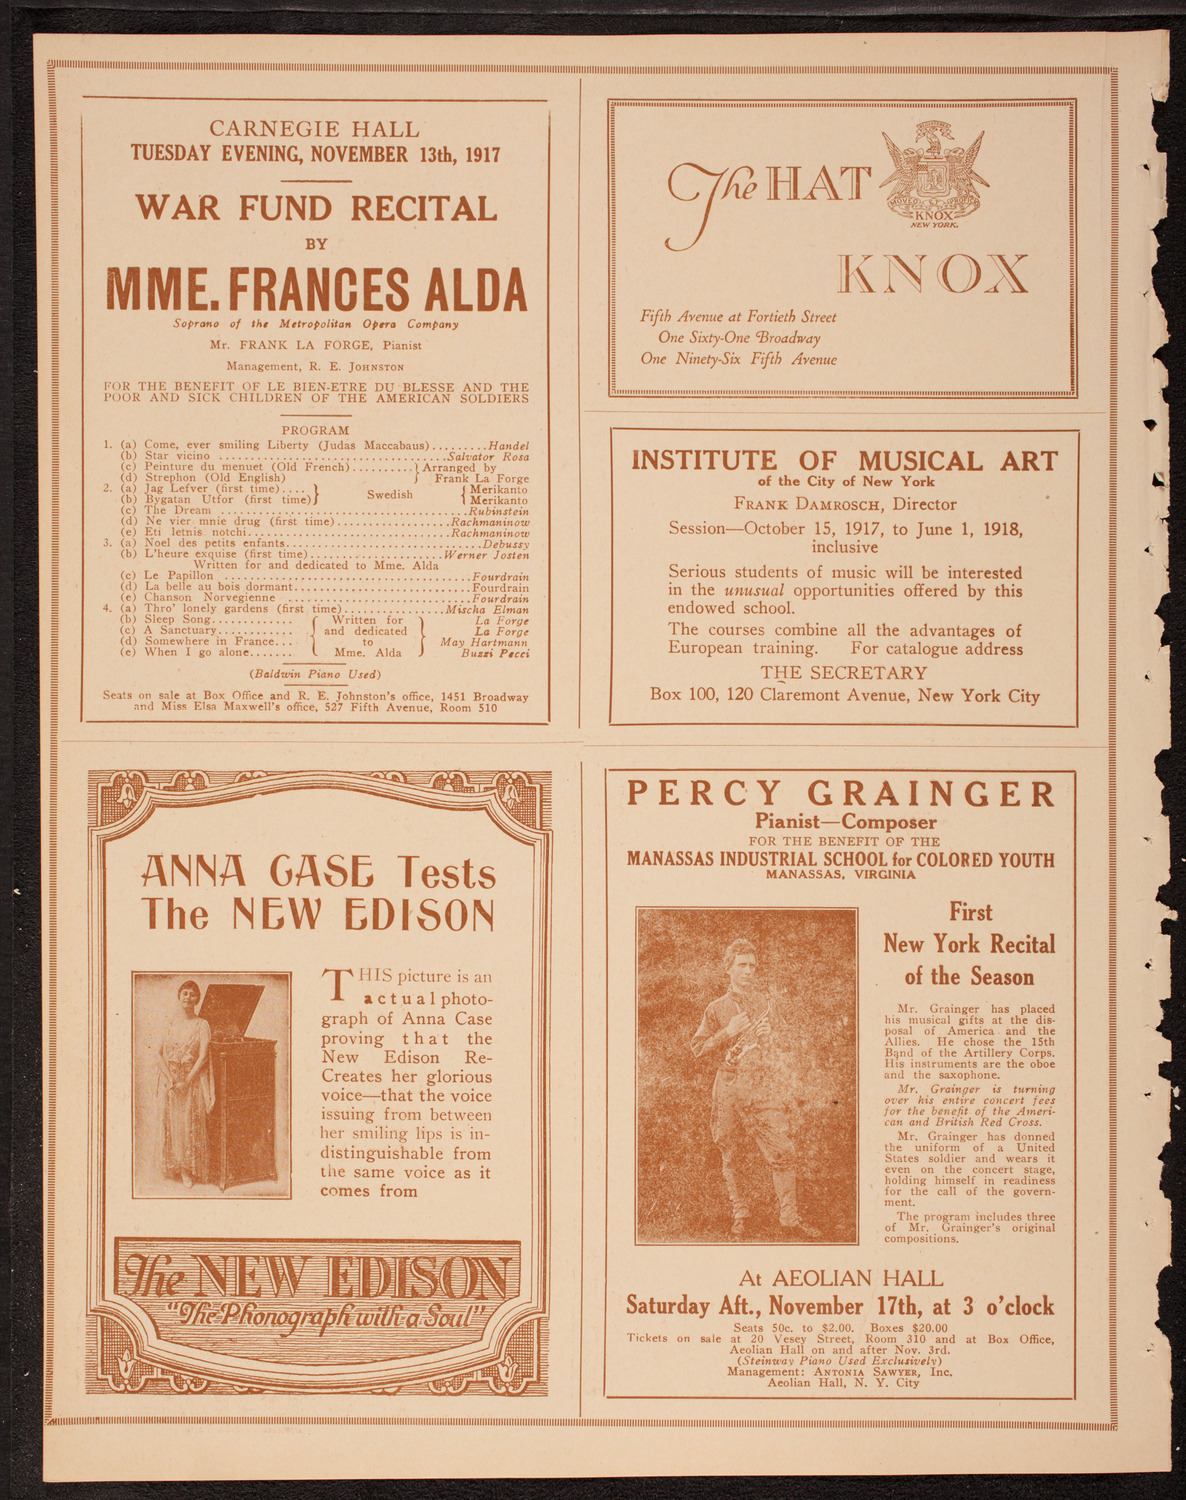 CARNEGIE HALL
TUESDAY EVENING, NOVEMBER 13th, 1917
WAR FUND RECITAL
BY
MME. FRANCES ALDA
Soprano of the Metropolitan Opera Company
Mr. FRANK LA FORGE, Pianist
Management, R. E. JOHNSTON
FOR THE BENEFIT OF LE BIEN-ETRE DU BLESSE AND THE
POOR AND SICK CHILDREN OF THE AMERICAN SOLDIERS
PROGRAM
1. (a) Come, ever smiling Liberty (Judas Maccabaus).........Handel
(b) Star vicino ...................................Salvator Rosa
(c) Peinture du menuet (Old French)..........} Arranged by
(d) Strephon (Old English) } Frank La Forge
2. (a) Jag Lefver (first time).... } Swedish { Merikanto
(b) Bygatan Utfor (first time)} { Merikanto
(c) The Dream ......................................Rubinstein
(d) Ne vier mnie drug (first time).................Rachmaninow
(e) Eti letnis notchi...............................Rachmaninow
3. (a) Noel des petits enfants..............................Debussy
(b) L'heure exquise (first time).....................Werner Josten
Written for and dedicated to Mme. Alda
(c) Le Papillon ......................................Fourdrain
(d) La belle au bois dormant...........................Fourdrain
(e) Chanson Norvegienne ............................Fourdrain
4. (a) Thro' lonely gardens (first time)................Mischa Elman
(b) Sleep Song............ { Written for } La Forge
(c) A Sanctuary........... { and dedicated } La Forge
(d) Somewhere in France... { to } May Hartmann
(e) When I go alone....... { Mme. Alda } Buzzi Pecci
(Baldwin Piano Used)
Seats on sale at Box Office and R. E. Johnston's office, 1451 Broadway
and Miss Elsa Maxwell's office, 527 Fifth Avenue, Room 510
The HAT
KNOX
NEW YORK.
KNOX
Fifth Avenue at Fortieth Street
One Sixty-One Broadway
One Ninety-Six Fifth Avenue
INSTITUTE OF MUSICAL ART
of the City of New York
FRANK DAMROSCH, Director
Session—October 15, 1917, to June 1, 1918,
inclusive
Serious students of music will be interested
in the unusual opportunities offered by this
endowed school.
The courses combine all the advantages of
European training. For catalogue address
THE SECRETARY
Box 100, 120 Claremont Avenue, New York City
ANNA CASE Tests
The NEW EDISON
THIS picture is an
actual photo-
graph of Anna Case
proving that the
New Edison Re-
Creates her glorious
voice—that the voice
issuing from between
her smiling lips is in-
distinguishable from
the same voice as it
comes from
The NEW EDISON
"The Phonograph with a Soul"
PERCY GRAINGER
Pianist—Composer
FOR THE BENEFIT OF THE
MANASSAS INDUSTRIAL SCHOOL for COLORED YOUTH
MANASSAS, VIRGINIA
First
New York Recital
of the Season
Mr. Grainger has placed
his musical gifts at the dis-
posal of America and the
Allies. He chose the 15th
Band of the Artillery Corps.
His instruments are the oboe
and the saxophone.
Mr. Grainger is turning
over his entire concert fees
for the benefit of the Ameri-
can and British Red Cross.
Mr. Grainger has donned
the uniform of a United
States soldier and wears it
even on the concert stage,
holding himself in readiness
for the call of the govern-
ment.
The program includes three
of Mr. Grainger's original
compositions.
At AEOLIAN HALL
Saturday Aft., November 17th, at 3 o'clock
Seats 50c. to $2.00. Boxes $20.00
Tickets on sale at 20 Vesey Street, Room 310 and at Box Office,
Aeolian Hall on and after Nov. 3rd.
(Steinway Piano Used Exclusively)
Management: ANTONIA SAWYER, Inc.
Aeolian Hall, N. Y. City